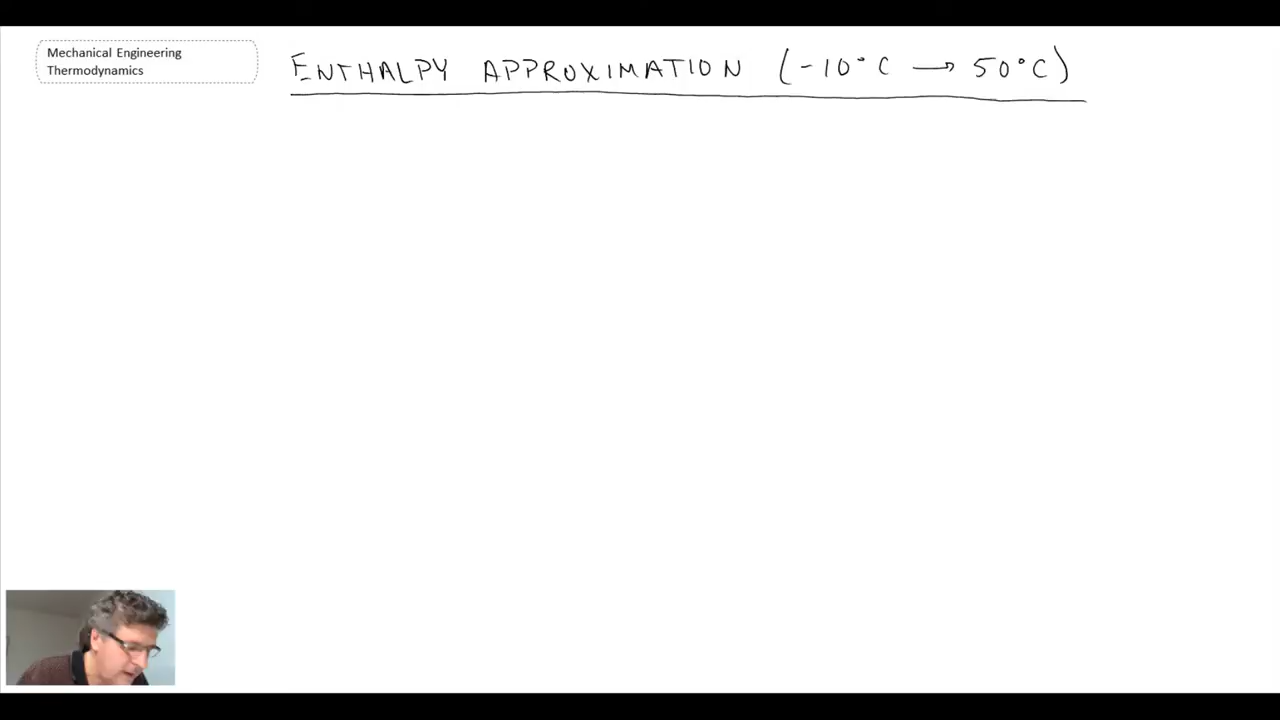 Mechanical Engineering
Thermodynamics
ENTHALPY APPROXIMATION (-10°C → 50°C)